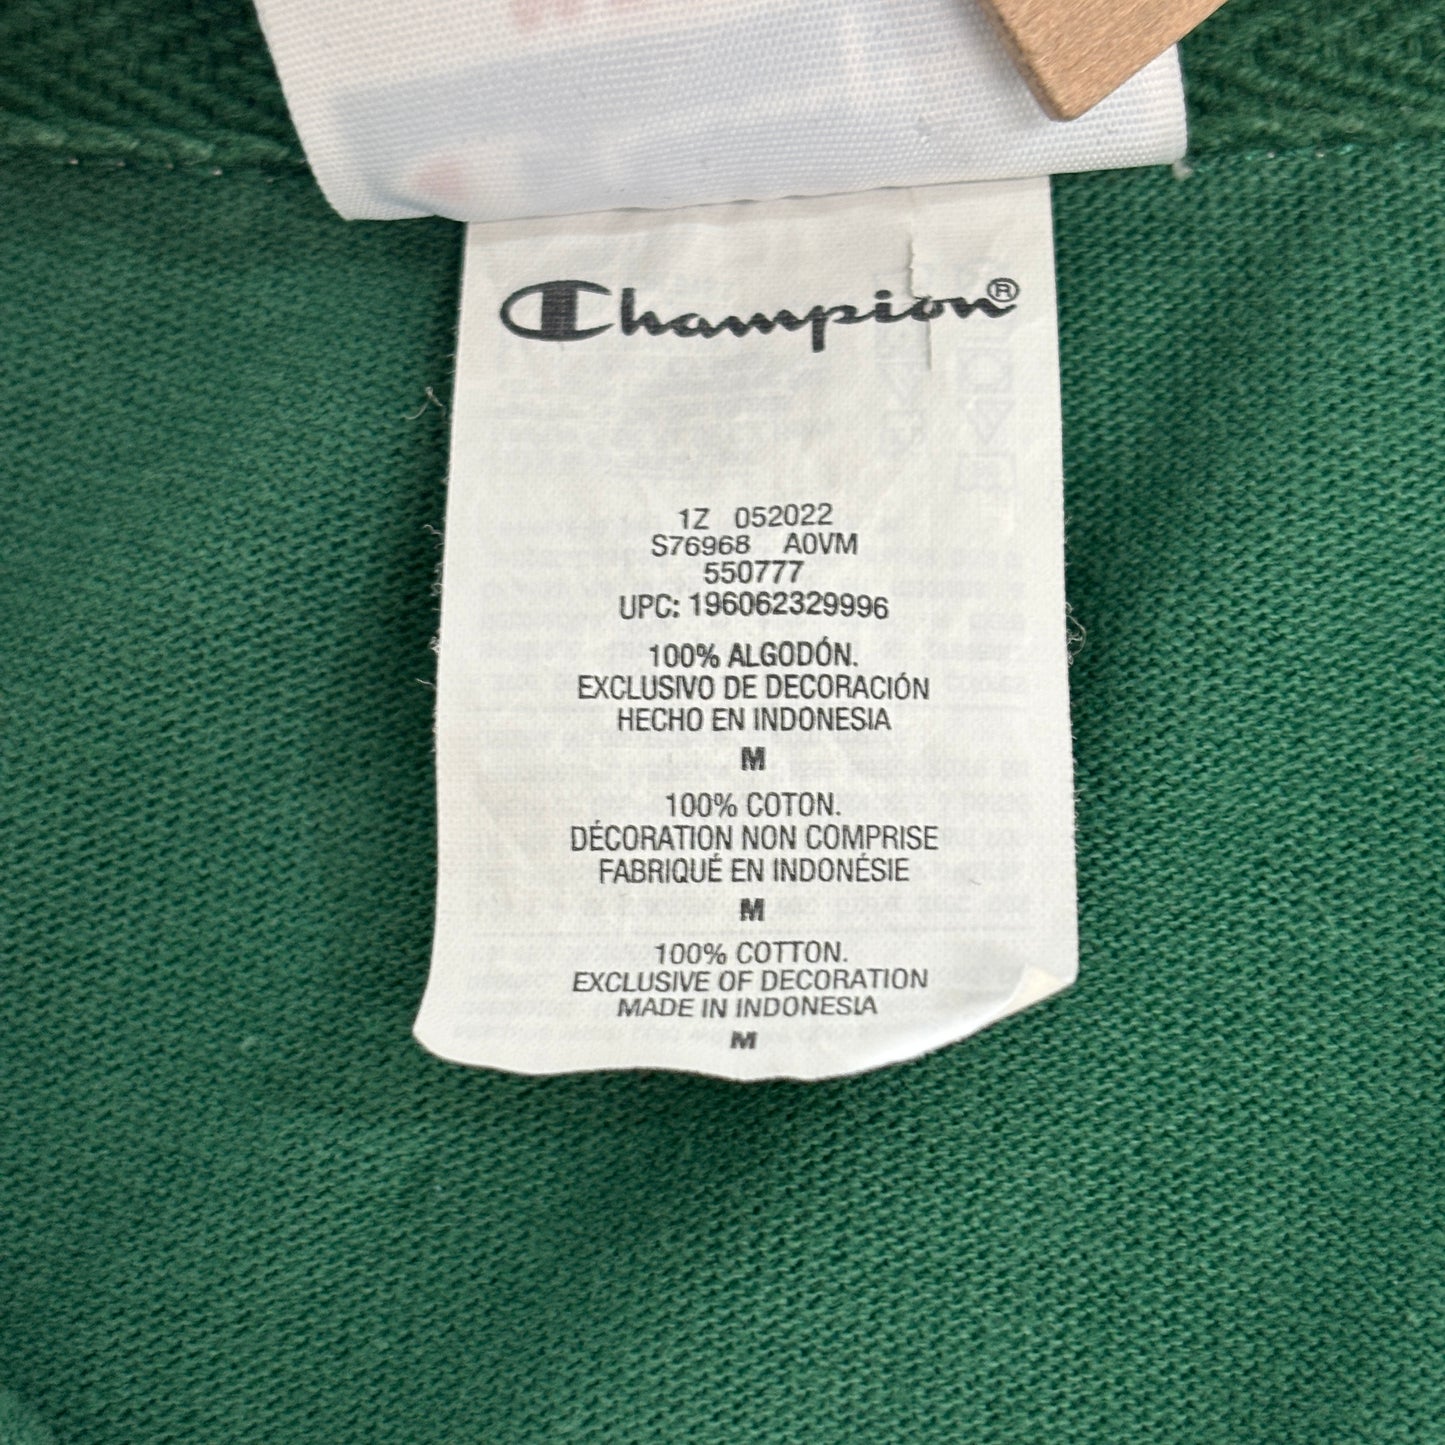 Champion®
1Z 052022
S76968 A0VM
550777
UPC: 196062329996
100% ALGODÓN.
EXCLUSIVO DE DECORACIÓN
HECHO EN INDONESIA
M
100% COTON.
DÉCORATION NON COMPRISE
FABRIQUÉ EN INDONÉSIE
M
100% COTTON.
EXCLUSIVE OF DECORATION
MADE IN INDONESIA
M